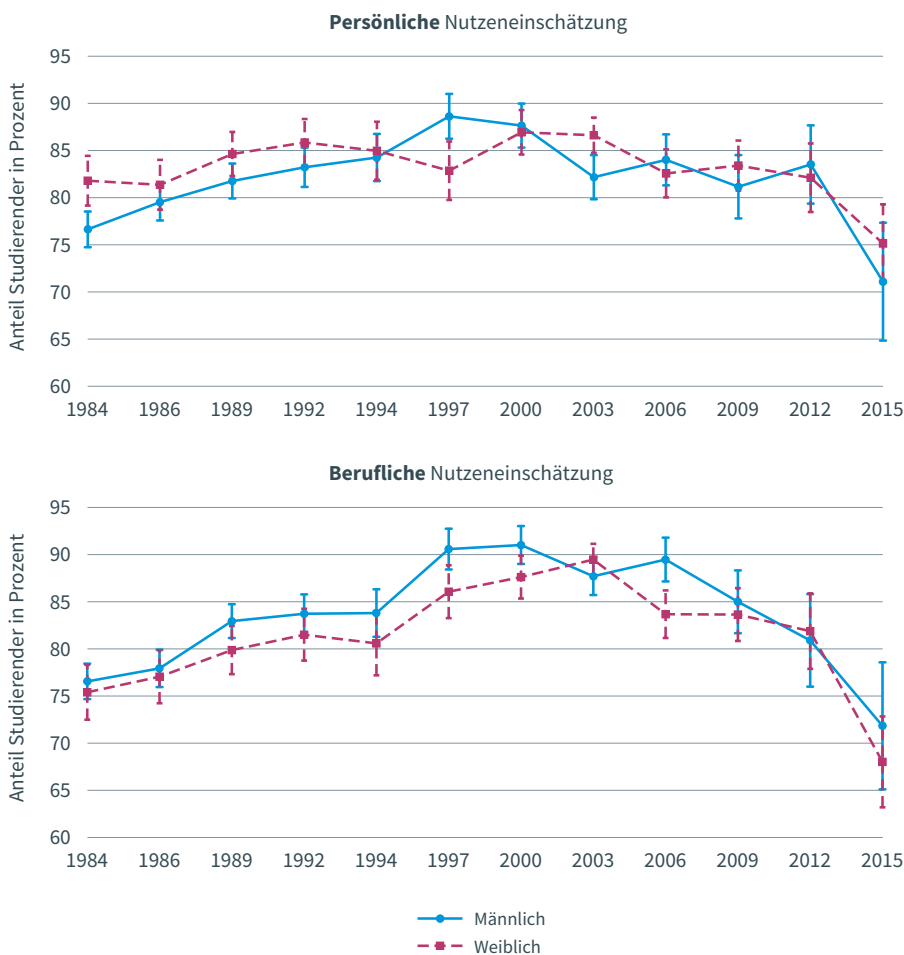 Persönliche Nutzeneinschätzung
Anteil Studierender in Prozent
95
90
85
80
75
70
65
60
1984 1986 1989 1992 1994 1997 2000 2003 2006 2009 2012 2015
Berufliche Nutzeneinschätzung
Anteil Studierender in Prozent
95
90
85
80
75
70
65
60
1984 1986 1989 1992 1994 1997 2000 2003 2006 2009 2012 2015
Männlich
Weiblich